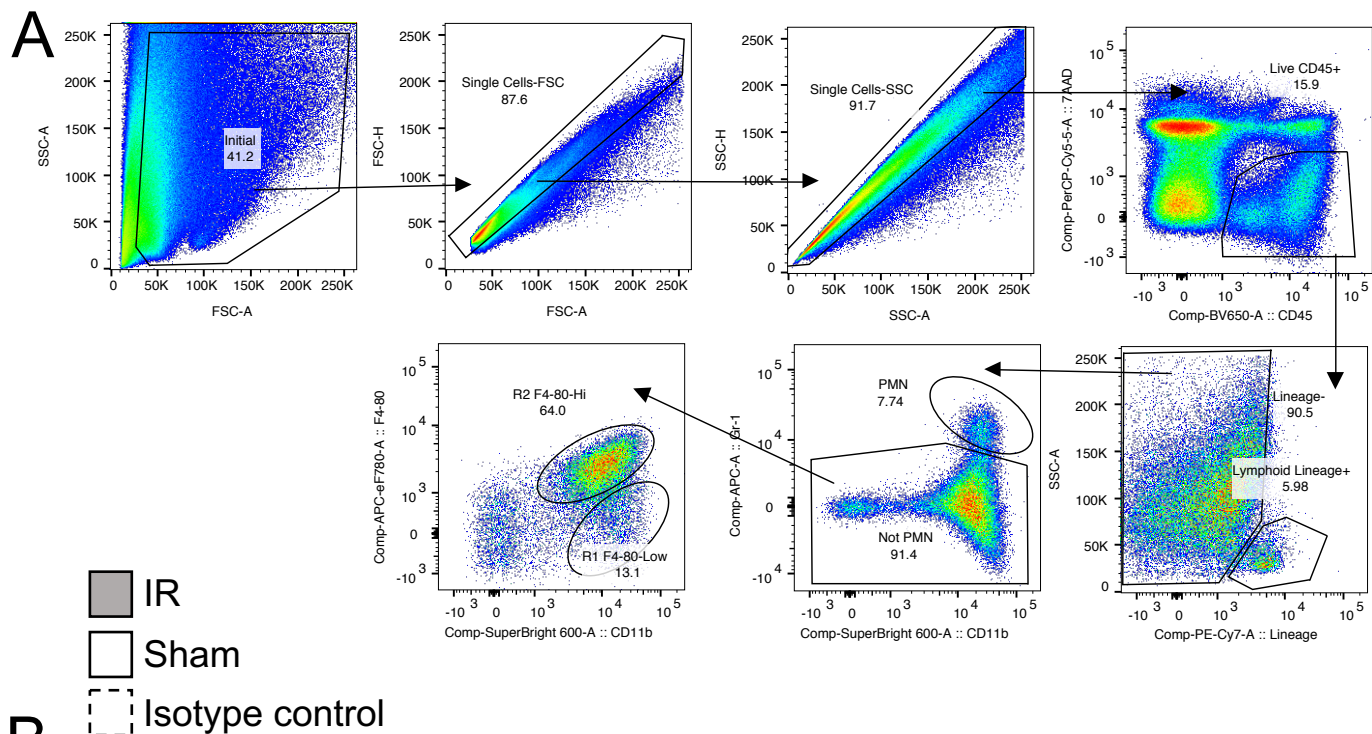 A
SSC-A
250K
200K
150K
100K
50K
0
Initial
41.2
0 50K 100K 150K 200K 250K
FSC-A
FSC-H
250K
200K
150K
100K
50K
0
Single Cells-FSC
87.6
0 50K 100K 150K 200K 250K
FSC-A
SSC-H
250K
200K
150K
100K
50K
0
Single Cells-SSC
91.7
0 50K 100K 150K 200K 250K
SSC-A
Comp-PerCP-Cy5-5-A :: 7AAD
10 5
10 4
10 3
0
-10 3
Live CD45+
15.9
-10 3 0 10 3 10 4 10 5
Comp-BV650-A :: CD45
Comp-APC-eF780-A :: F4-80
10 5
10 4
10 3
0
-10 3
R2 F4-80-Hi
64.0
R1 F4-80-Low
13.1
-10 3 0 10 3 10 4 10 5
Comp-SuperBright 600-A :: CD11b
Comp-APC-A :: Gr-1
10 5
10 4
10 3
0
-10 4
PMN
7.74
Not PMN
91.4
-10 3 0 10 3 10 4 10 5
Comp-SuperBright 600-A :: CD11b
SSC-A
250K
200K
150K
100K
50K
0
Lineage-
90.5
Lymphoid Lineage+
5.98
-10 3 0 10 3 10 4 10 5
Comp-PE-Cy7-A :: Lineage
IR
Sham
Isotype control
B